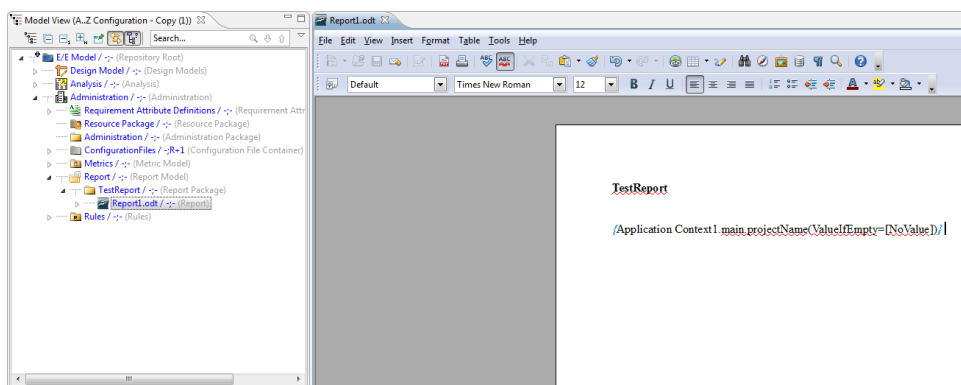 Model View (A..Z Configuration - Copy (1))
Search...
E/E Model / -;- (Repository Root)
Design Model / -;- (Design Models)
Analysis / -;- (Analysis)
Administration / -;- (Administration)
Requirement Attribute Definitions / -;- (Requirement Attr
Resource Package / -;- (Resource Package)
Administration / -;- (Administration Package)
ConfigurationFiles / -;R+1 (Configuration File Container)
Metrics / -;- (Metric Model)
Report / -;- (Report Model)
TestReport / -;- (Report Package)
Report1.odt / -;- (Report)
Rules / -;- (Rules)
Report1.odt
File Edit View Insert Format Table Tools Help
Default Times New Roman 12 B I U
TestReport
/Application Context1.main.projectName(ValueIfEmpty=[NoValue])/